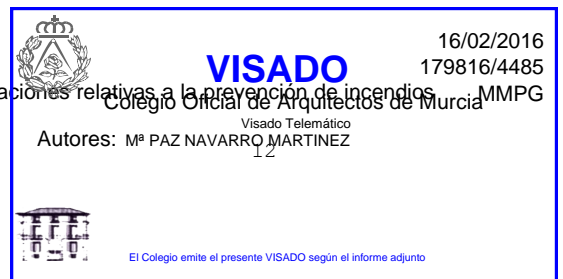 16/02/2016
VISADO
179816/4485
aciones relativas a la prevención de incendios
MMPG
Colegio Oficial de Arquitectos de Murcia
Visado Telemático
Autores: Mª PAZ NAVARRO MARTINEZ
12
El Colegio emite el presente VISADO según el informe adjunto